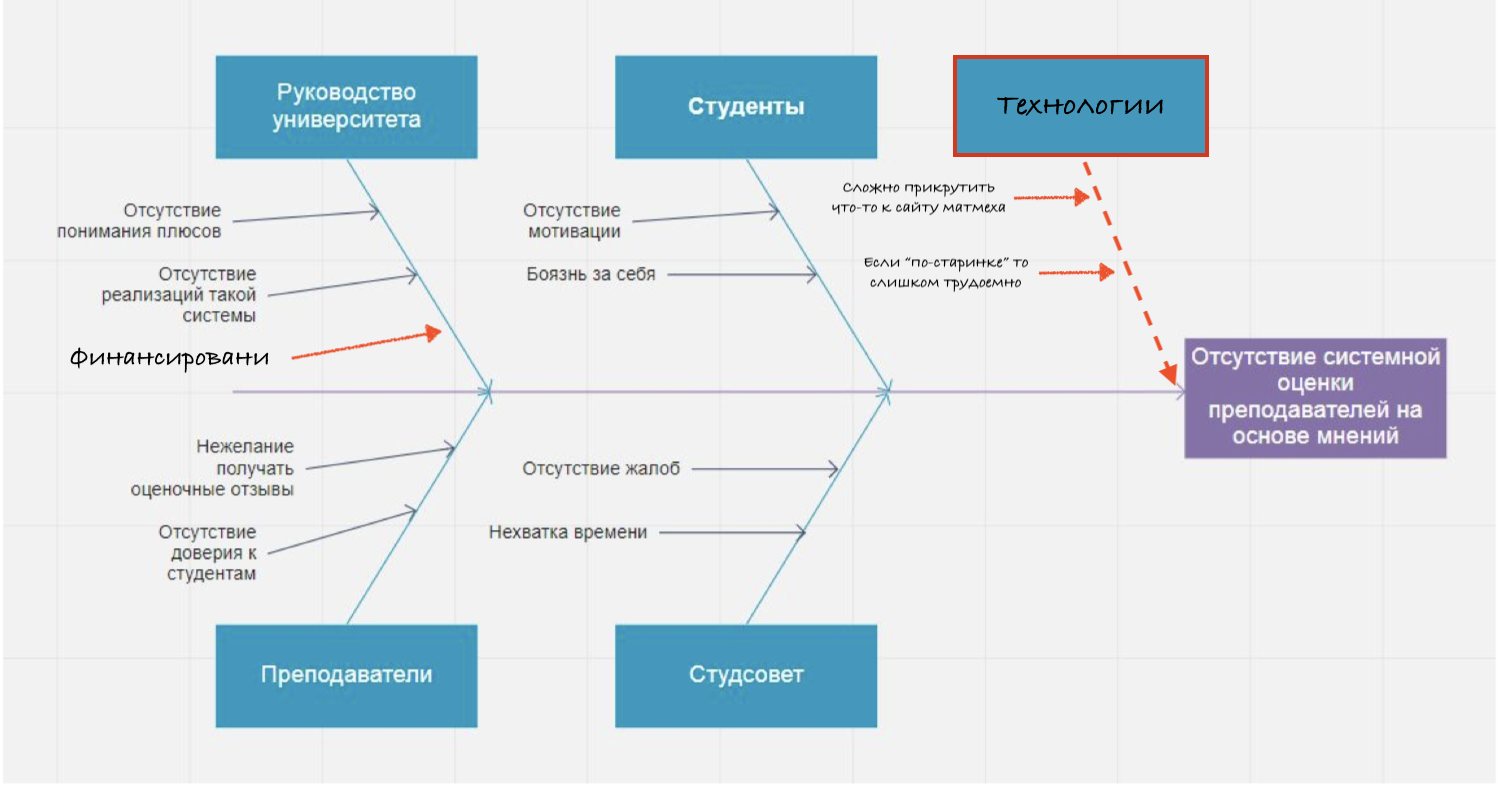 Руководство
университета
Студенты
Технологии
Отсутствие
понимания плюсов
Отсутствие
реализаций такой
системы
Финансировани
Отсутствие
мотивации
Боязнь за себя
Сложно прикрутить
что-то к сайту матмеха
Если "по-старинке" то
слишком трудоемно
Отсутствие системной
оценки
преподавателей на
основе мнений
Нежелание
получать
оценочные отзывы
Отсутствие
доверия к
студентам
Отсутствие жалоб
Нехватка времени
Преподаватели
Студсовет